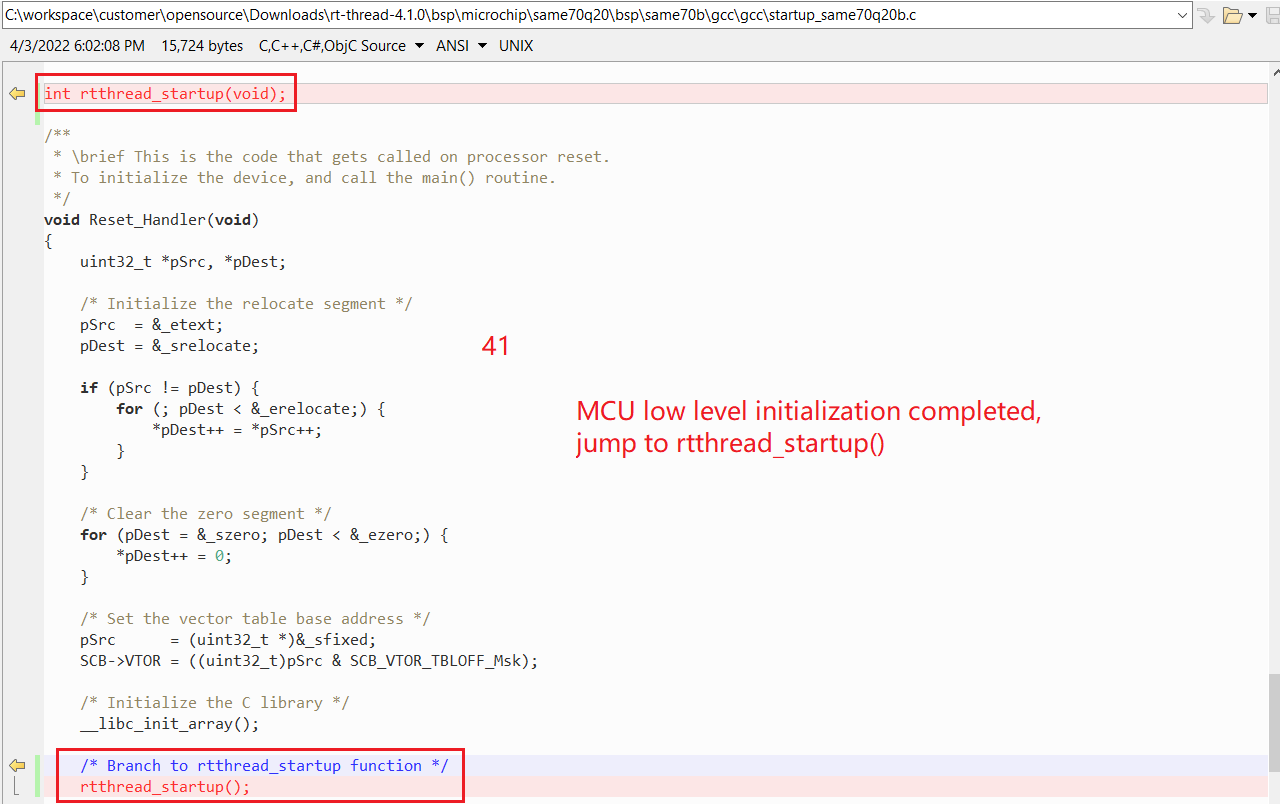 C:\workspace\customer\opensource\Downloads\rt-thread-4.1.0\bsp\microchip\same70q20\bsp\same70b\gcc\gcc\startup_same70q20b.c
4/3/2022 6:02:08 PM 15,724 bytes C,C++,C#,ObjC Source ANSI UNIX
int rtthread_startup(void);
/**
 * \brief This is the code that gets called on processor reset.
 * To initialize the device, and call the main() routine.
 */
void Reset_Handler(void)
{
    uint32_t *pSrc, *pDest;
    /* Initialize the relocate segment */
    pSrc  = &_etext;
    pDest = &_srelocate;
41
    if (pSrc != pDest) {
        for (; pDest < &_erelocate;) {
            *pDest++ = *pSrc++;
        }
    }
MCU low level initialization completed,
jump to rtthread_startup()
    /* Clear the zero segment */
    for (pDest = &_szero; pDest < &_ezero;) {
        *pDest++ = 0;
    }
    /* Set the vector table base address */
    pSrc      = (uint32_t *)&_sfixed;
    SCB->VTOR = ((uint32_t)pSrc & SCB_VTOR_TBLOFF_Msk);
    /* Initialize the C library */
    __libc_init_array();
    /* Branch to rtthread_startup function */
    rtthread_startup();